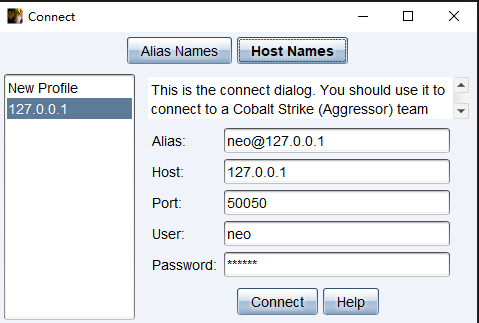 Connect
Alias Names
Host Names
New Profile
127.0.0.1
This is the connect dialog. You should use it to
connect to a Cobalt Strike (Aggressor) team
Alias: neo@127.0.0.1
Host: 127.0.0.1
Port: 50050
User: neo
Password: ******
Connect
Help